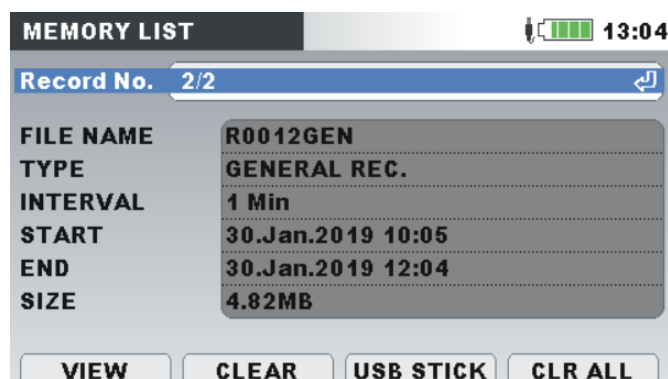 MEMORY LIST 13:04
Record No. 2/2
FILE NAME R0012GEN
TYPE GENERAL REC.
INTERVAL 1 Min
START 30.Jan.2019 10:05
END 30.Jan.2019 12:04
SIZE 4.82MB
VIEW CLEAR USB STICK CLR ALL